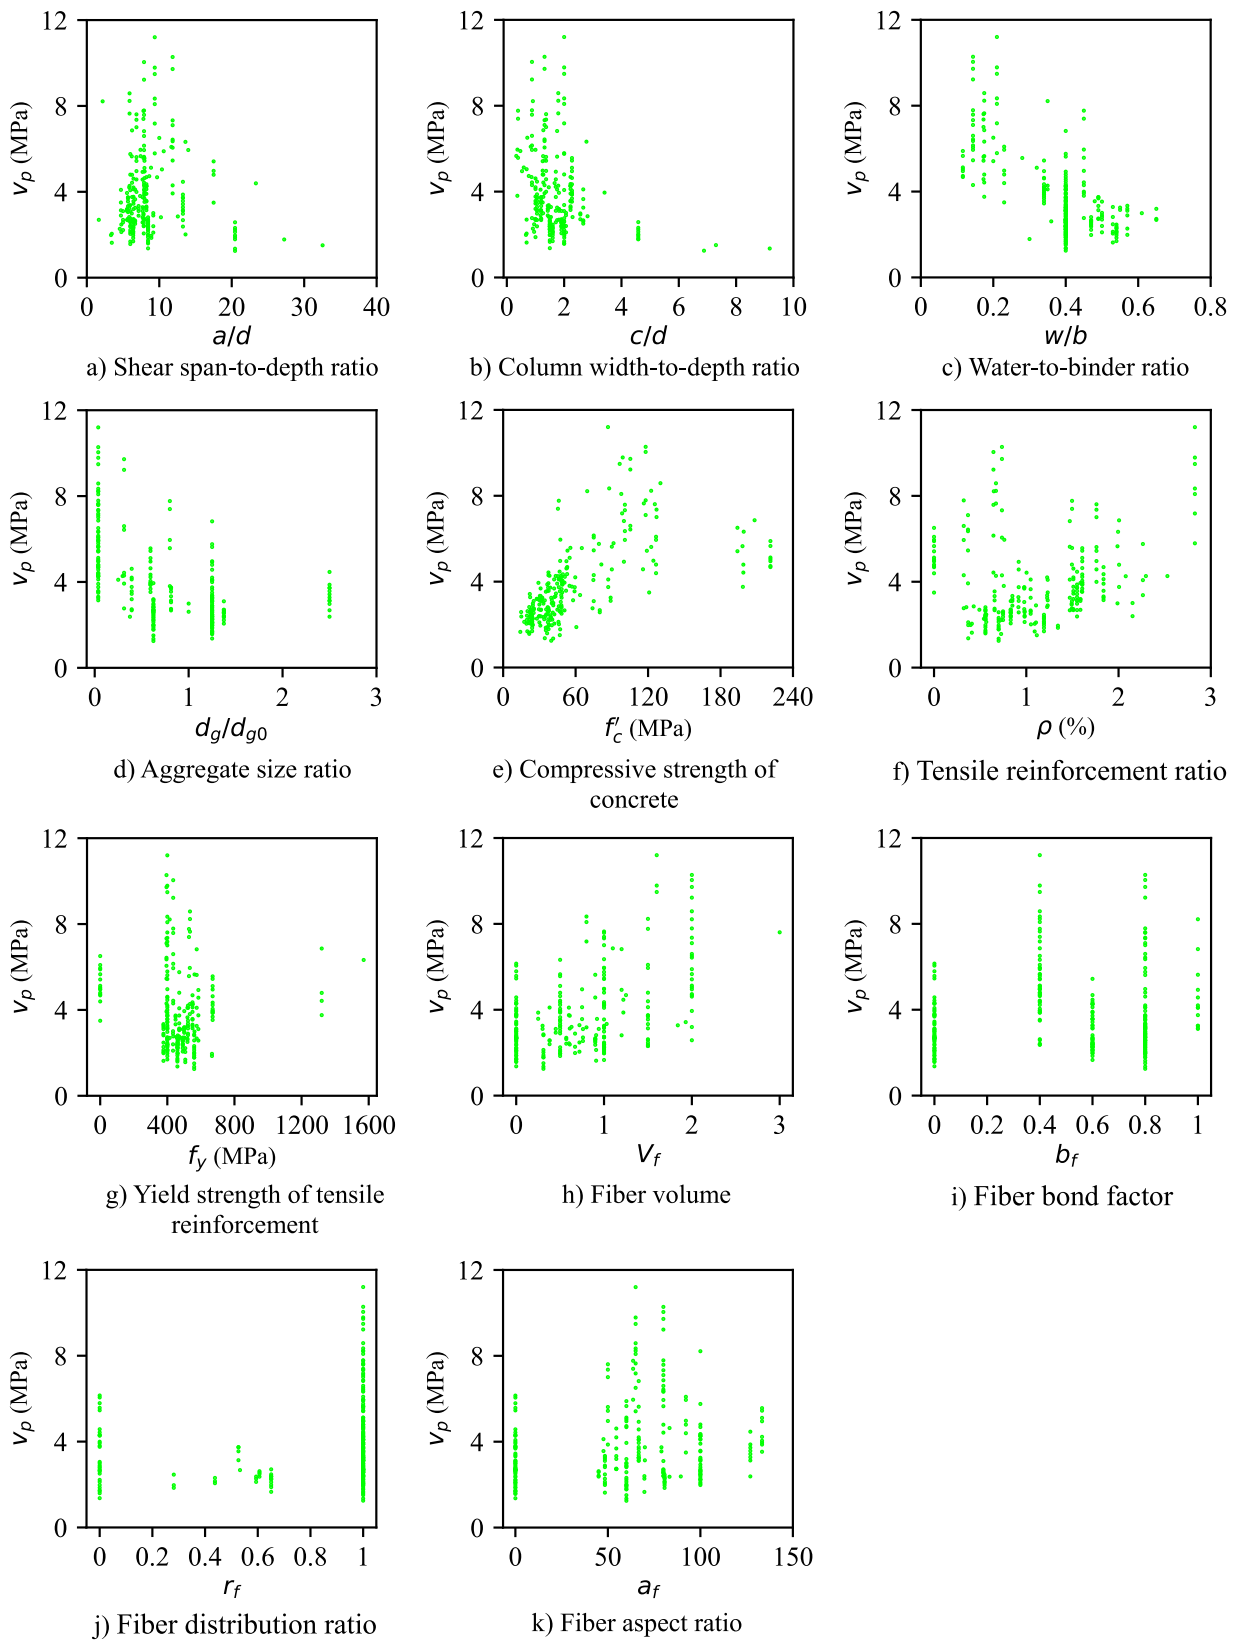 12
8
4
0
v_p (MPa)
0 10 20 30 40
a/d
a) Shear span-to-depth ratio
12
8
4
0
v_p (MPa)
0 2 4 6 8 10
c/d
b) Column width-to-depth ratio
12
8
4
0
v_p (MPa)
0 0.2 0.4 0.6 0.8
w/b
c) Water-to-binder ratio
12
8
4
0
v_p (MPa)
0 1 2 3
d_g/d_g0
d) Aggregate size ratio
12
8
4
0
v_p (MPa)
0 60 120 180 240
f′_c (MPa)
e) Compressive strength of
concrete
12
8
4
0
v_p (MPa)
0 1 2 3
ρ (%)
f) Tensile reinforcement ratio
12
8
4
0
v_p (MPa)
0 400 800 1200 1600
f_y (MPa)
g) Yield strength of tensile
reinforcement
12
8
4
0
v_p (MPa)
0 1 2 3
V_f
h) Fiber volume
12
8
4
0
v_p (MPa)
0 0.2 0.4 0.6 0.8 1
b_f
i) Fiber bond factor
12
8
4
0
v_p (MPa)
0 0.2 0.4 0.6 0.8 1
r_f
j) Fiber distribution ratio
12
8
4
0
v_p (MPa)
0 50 100 150
a_f
k) Fiber aspect ratio